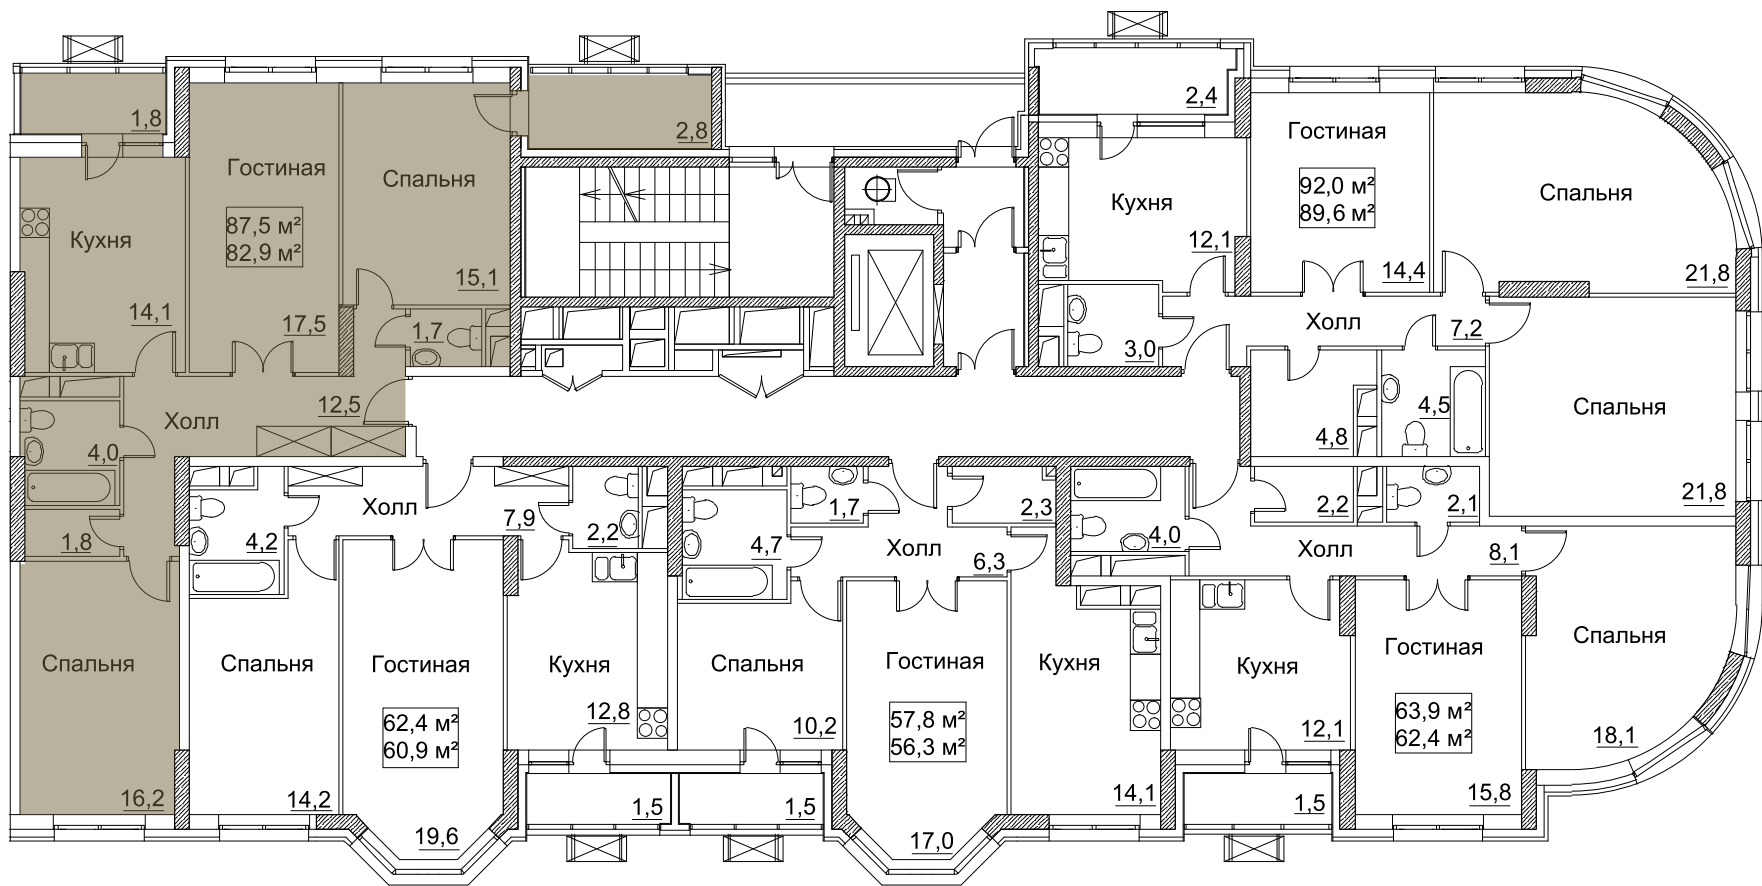 1,8
Гостиная
Спальня
2,8
87,5 м²
82,9 м²
Кухня
14,1
17,5
15,1
1,7
Холл
12,5
4,0
1,8
Спальня
16,2
2,4
Гостиная
92,0 м²
89,6 м²
Кухня
12,1
14,4
Спальня
21,8
Холл
7,2
3,0
4,8
4,5
Спальня
21,8
Холл
7,9
2,2
4,2
Спальня
14,2
Гостиная
62,4 м²
60,9 м²
19,6
Кухня
12,8
1,5
1,7
2,3
4,7
Холл
6,3
Спальня
10,2
Гостиная
57,8 м²
56,3 м²
17,0
Кухня
14,1
1,5
4,0
2,2
2,1
Холл
8,1
Кухня
12,1
Гостиная
63,9 м²
62,4 м²
15,8
Спальня
18,1
1,5